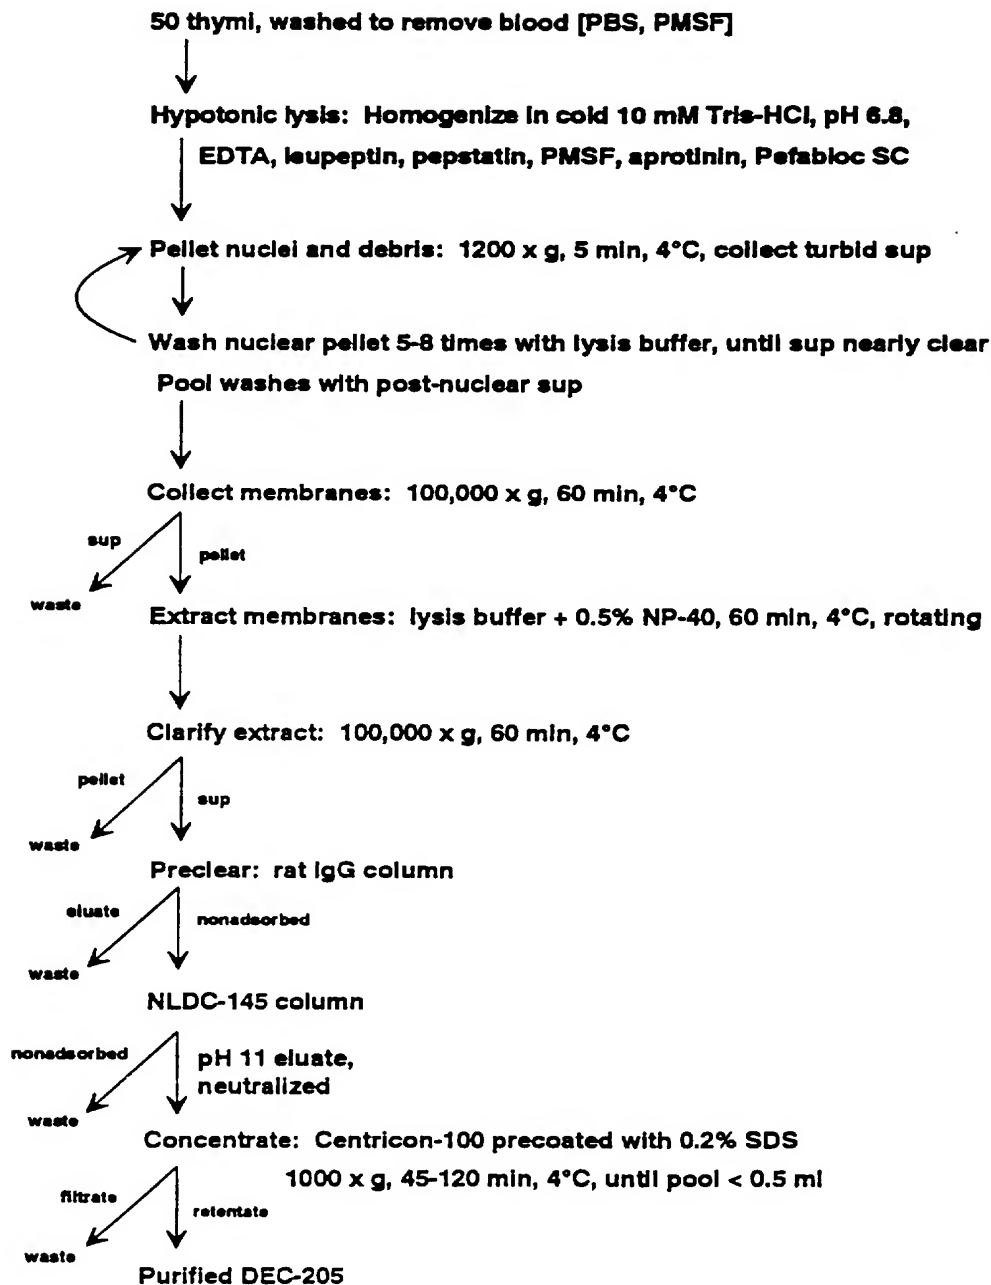 50 thymi, washed to remove blood [PBS, PMSF]
Hypotonic lysis: Homogenize in cold 10 mM Tris-HCl, pH 6.8,
EDTA, leupeptin, pepstatin, PMSF, aprotinin, Pefabloc SC
Pellet nuclei and debris: 1200 x g, 5 min, 4°C, collect turbid sup
Wash nuclear pellet 5-8 times with lysis buffer, until sup nearly clear
Pool washes with post-nuclear sup
Collect membranes: 100,000 x g, 60 min, 4°C
sup
pellet
waste
Extract membranes: lysis buffer + 0.5% NP-40, 60 min, 4°C, rotating
Clarify extract: 100,000 x g, 60 min, 4°C
pellet
sup
waste
Preclear: rat IgG column
eluate
nonadsorbed
waste
NLDC-145 column
nonadsorbed
pH 11 eluate,
neutralized
waste
Concentrate: Centricon-100 precoated with 0.2% SDS
1000 x g, 45-120 min, 4°C, until pool < 0.5 ml
filtrate
retentate
waste
Purified DEC-205